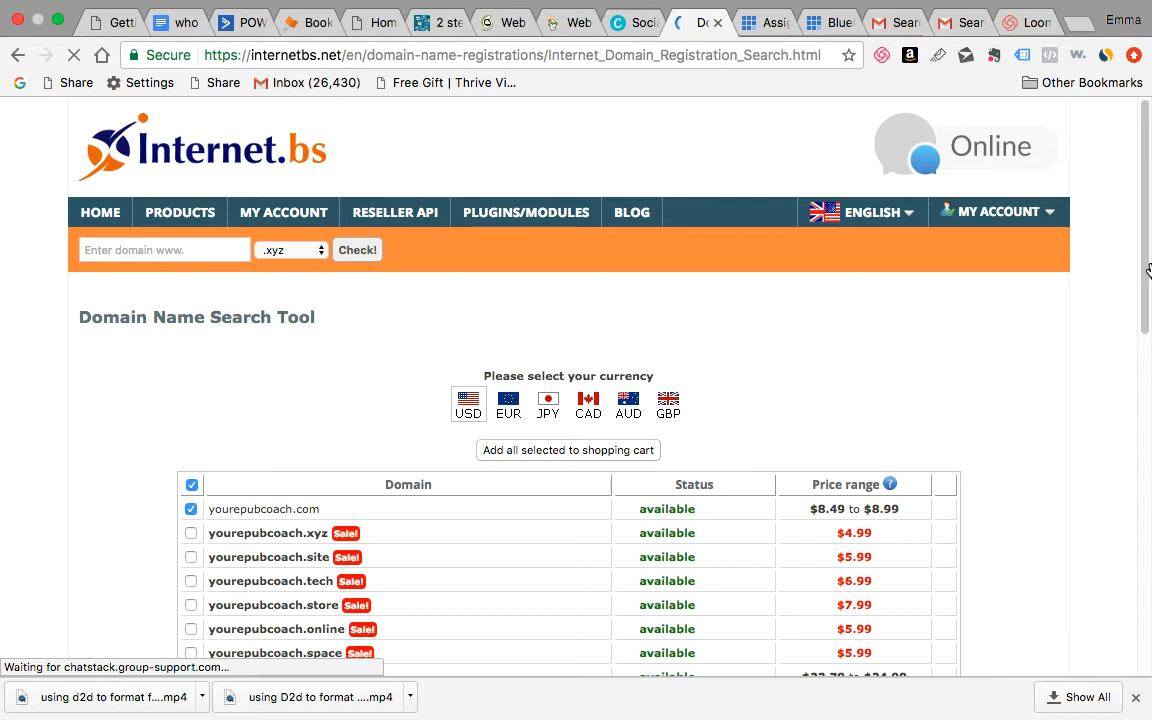 Getti
who
POW
Book
Hom
2 ste
Web
Web
Socia
Do
Assig
Bluel
Sear
Sear
Loon
Emma
Secure https://internetbs.net/en/domain-name-registrations/Internet_Domain_Registration_Search.html
Share Settings Share Inbox (26,430) Free Gift | Thrive Vi... Other Bookmarks
Internet.bs Online
HOME PRODUCTS MY ACCOUNT RESELLER API PLUGINS/MODULES BLOG ENGLISH MY ACCOUNT
Enter domain www. .xyz Check!
Domain Name Search Tool
Please select your currency
USD EUR JPY CAD AUD GBP
Add all selected to shopping cart
Domain Status Price range ?
yourepubcoach.com available $8.49 to $8.99
yourepubcoach.xyz Sale! available $4.99
yourepubcoach.site Sale! available $5.99
yourepubcoach.tech Sale! available $6.99
yourepubcoach.store Sale! available $7.99
yourepubcoach.online Sale! available $5.99
yourepubcoach.space Sale! available $5.99
Waiting for chatstack.group-support.com...
using d2d to format f....mp4 using D2d to format ....mp4 Show All